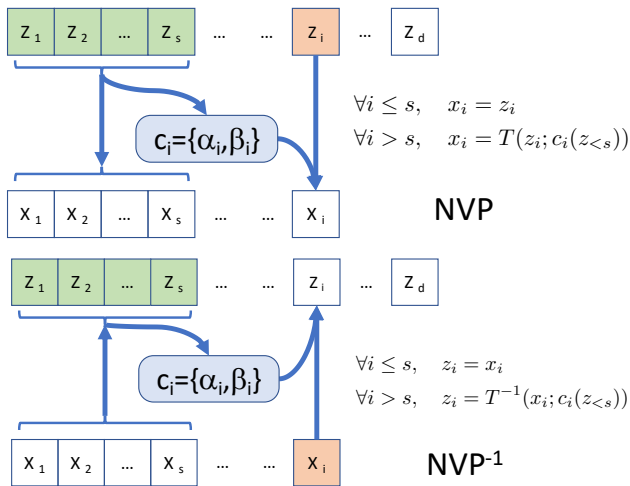 Z 1 Z 2 ... Z s ... ... Z i ... Z d
∀i ≤ s, x_i = z_i
c_i={α_i,β_i}
∀i > s, x_i = T(z_i; c_i(z_{<s}))
X 1 X 2 ... X s ... ... X i
NVP
Z 1 Z 2 ... Z s ... ... Z i ... Z d
c_i={α_i,β_i}
∀i ≤ s, z_i = x_i
∀i > s, z_i = T^{-1}(x_i; c_i(z_{<s}))
X 1 X 2 ... X s ... ... X i
NVP^{-1}